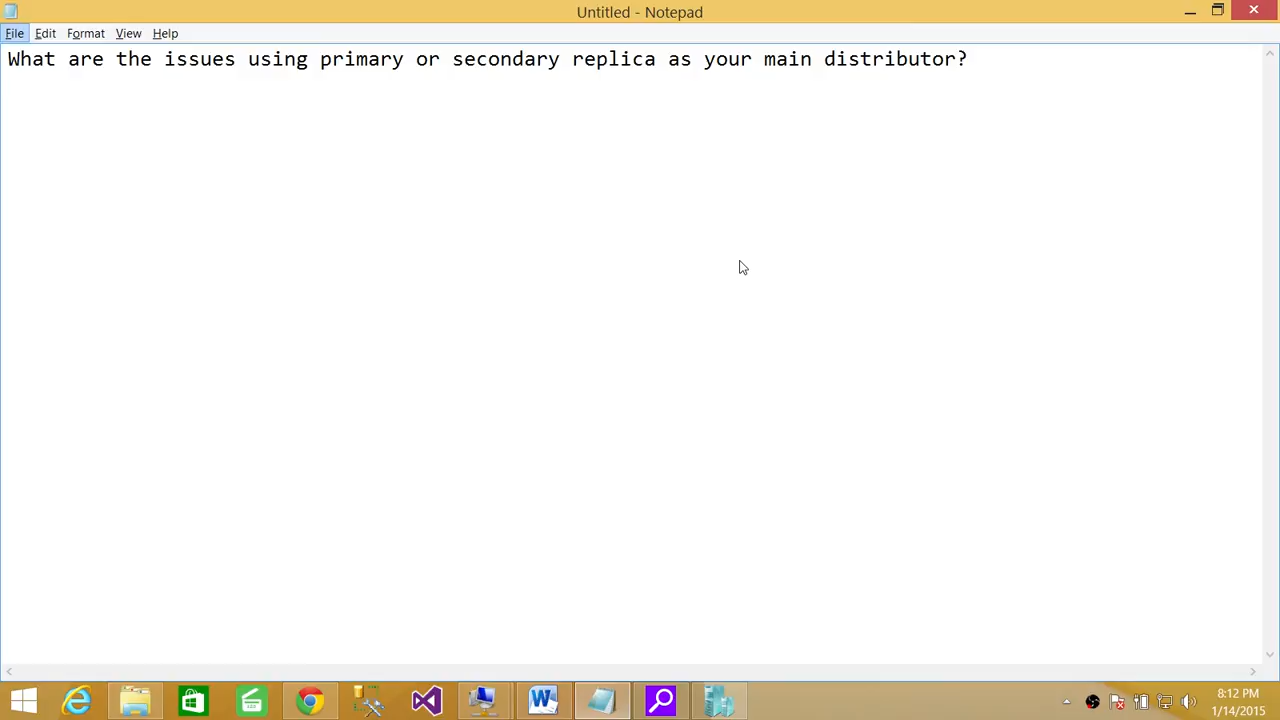 Untitled - Notepad
File Edit Format View Help
What are the issues using primary or secondary replica as your main distributor?
8:12 PM
1/14/2015